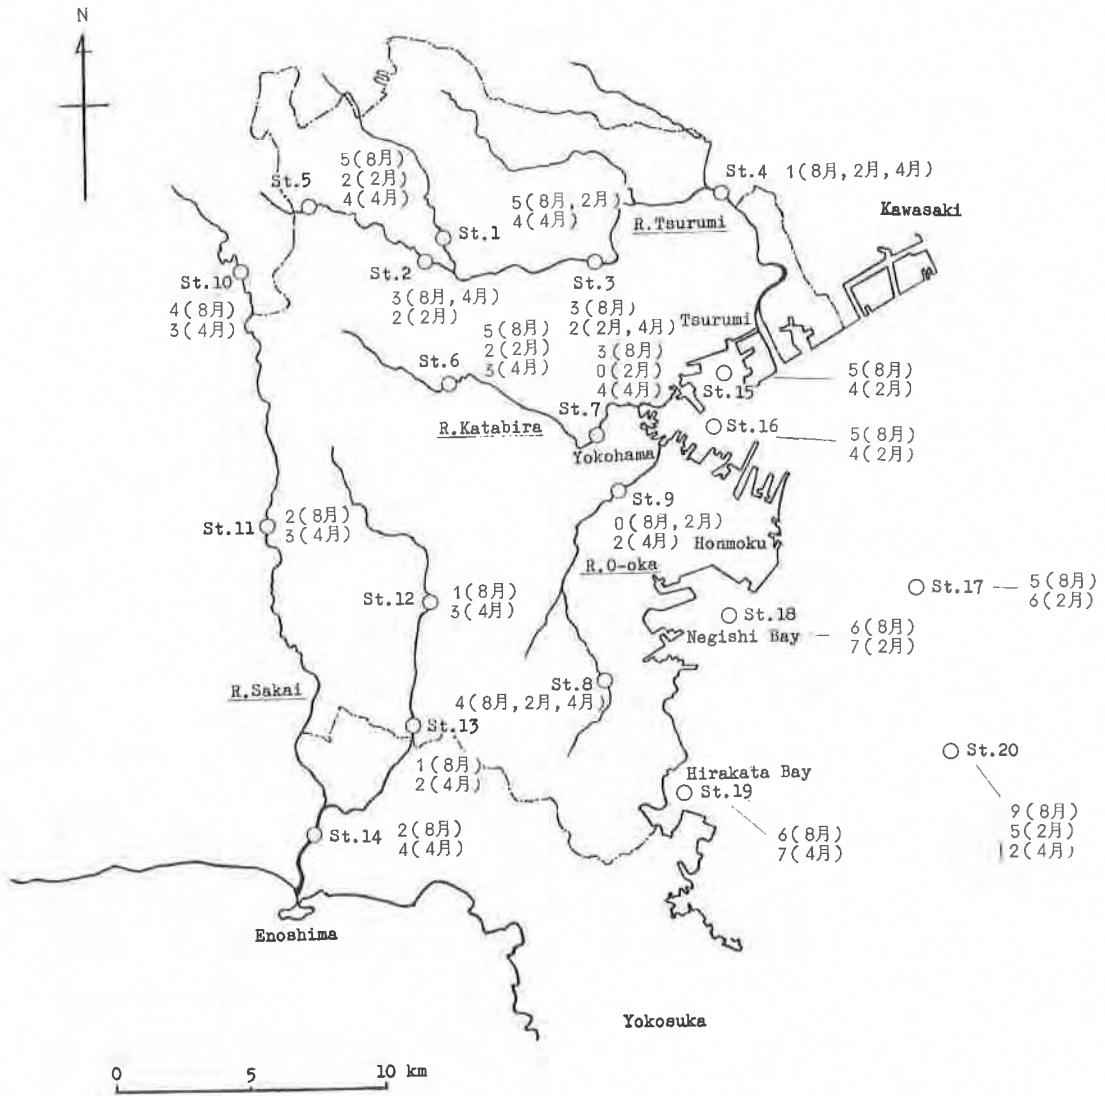 N
5(8月)
2(2月)
4(4月)
St.5
St.4 1(8月,2月,4月)
5(8月,2月)
4(4月)
Kawasaki
R.Tsurumi
St.1
St.2
St.3
St.10
4(8月)
3(4月)
3(8月,4月)
2(2月)
3(8月)
2(2月,4月)
Tsurumi
5(8月)
2(2月)
3(4月)
3(8月)
0(2月)
4(4月)
St.6
St.15
5(8月)
4(2月)
St.7
R.Katabira
St.16
5(8月)
4(2月)
Yokohama
St.9
0(8月,2月)
2(4月)
Honmoku
St.11
2(8月)
3(4月)
R.O-oka
St.12
1(8月)
3(4月)
St.17
5(8月)
6(2月)
St.18
Negishi Bay
6(8月)
7(2月)
R.Sakai
St.8
4(8月,2月,4月)
St.13
1(8月)
2(4月)
St.20
9(8月)
5(2月)
12(4月)
Hirakata Bay
St.19
6(8月)
7(4月)
St.14
2(8月)
4(4月)
Enoshima
Yokosuka
0 5 10 km